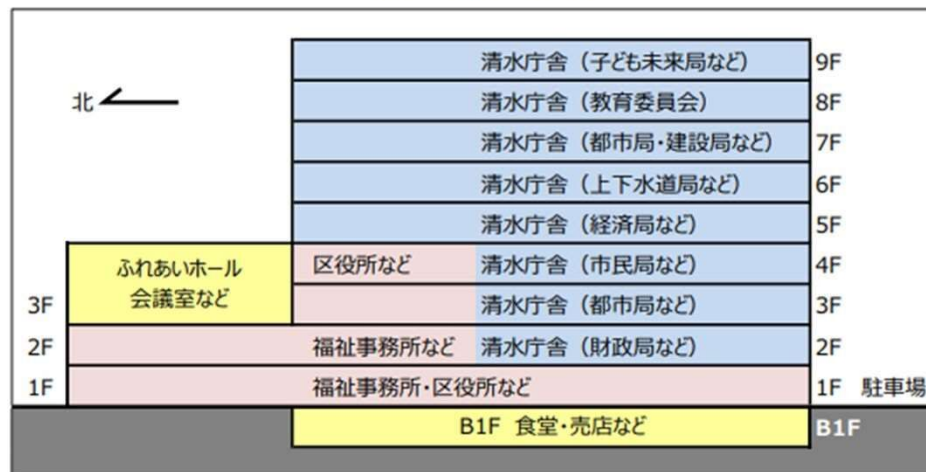 清水庁舎（子ども未来局など） 9F
北
清水庁舎（教育委員会） 8F
清水庁舎（都市局・建設局など） 7F
清水庁舎（上下水道局など） 6F
清水庁舎（経済局など） 5F
ふれあいホール
会議室など
区役所など 清水庁舎（市民局など） 4F
3F 清水庁舎（都市局など） 3F
2F 福祉事務所など 清水庁舎（財政局など） 2F
1F 福祉事務所・区役所など 1F 駐車場
B1F 食堂・売店など B1F